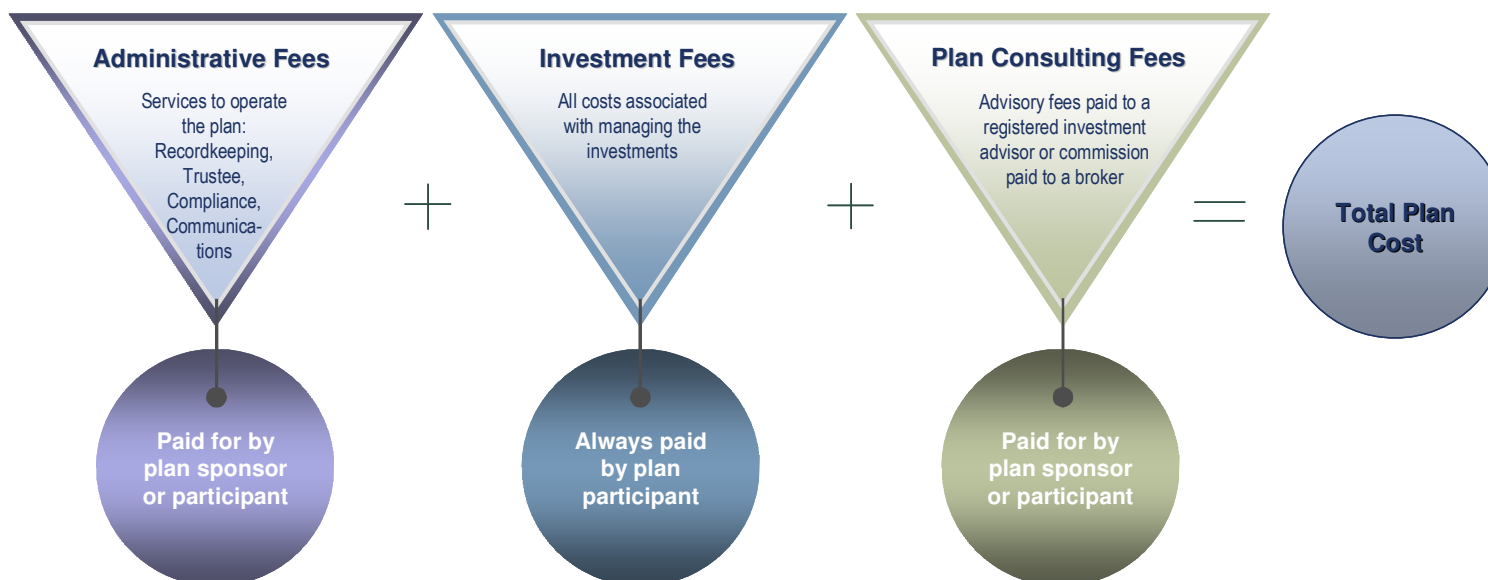 Administrative Fees
Services to operate
the plan:
Recordkeeping,
Trustee,
Compliance,
Communica-
tions
Paid for by
plan sponsor
or participant
+
Investment Fees
All costs associated
with managing the
investments
Always paid
by plan
participant
+
Plan Consulting Fees
Advisory fees paid to a
registered investment
advisor or commission
paid to a broker
Paid for by
plan sponsor
or participant
=
Total Plan
Cost